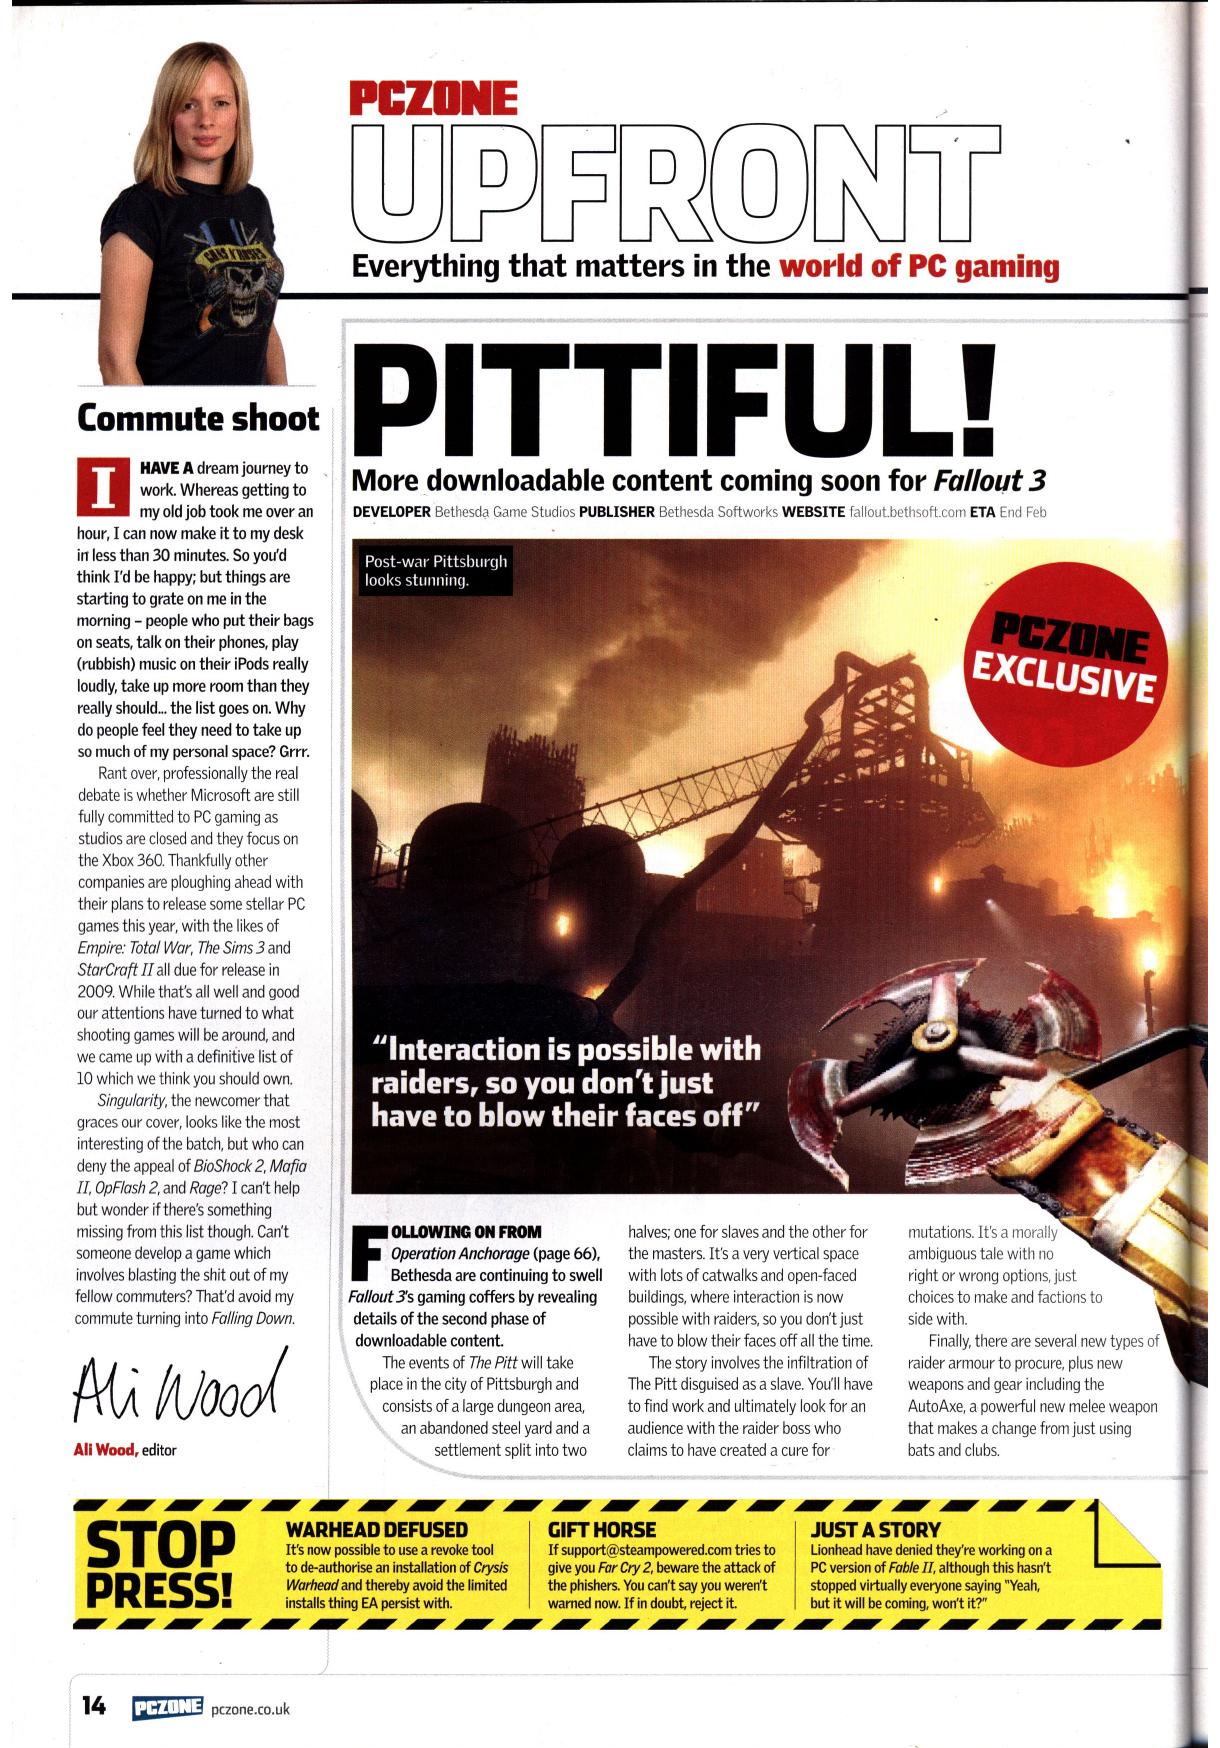 PCZONE
UPFRONT
Everything that matters in the world of PC gaming
GUNS N' ROSES
Commute shoot
I HAVE A dream journey to
work. Whereas getting to
my old job took me over an
hour, I can now make it to my desk
in less than 30 minutes. So you'd
think I'd be happy; but things are
starting to grate on me in the
morning – people who put their bags
on seats, talk on their phones, play
(rubbish) music on their iPods really
loudly, take up more room than they
really should... the list goes on. Why
do people feel they need to take up
so much of my personal space? Grrr.
Rant over, professionally the real
debate is whether Microsoft are still
fully committed to PC gaming as
studios are closed and they focus on
the Xbox 360. Thankfully other
companies are ploughing ahead with
their plans to release some stellar PC
games this year, with the likes of
Empire: Total War, The Sims 3 and
StarCraft II all due for release in
2009. While that's all well and good
our attentions have turned to what
shooting games will be around, and
we came up with a definitive list of
10 which we think you should own.
Singularity, the newcomer that
graces our cover, looks like the most
interesting of the batch, but who can
deny the appeal of BioShock 2, Mafia
II, OpFlash 2, and Rage? I can't help
but wonder if there's something
missing from this list though. Can't
someone develop a game which
involves blasting the shit out of my
fellow commuters? That'd avoid my
commute turning into Falling Down.
Ali Wood
Ali Wood, editor
PITTIFUL!
More downloadable content coming soon for Fallout 3
DEVELOPER Bethesda Game Studios PUBLISHER Bethesda Softworks WEBSITE fallout.bethsoft.com ETA End Feb
Post-war Pittsburgh
looks stunning.
PCZONE
EXCLUSIVE
“Interaction is possible with
raiders, so you don't just
have to blow their faces off”
FOLLOWING ON FROM
Operation Anchorage (page 66),
Bethesda are continuing to swell
Fallout 3's gaming coffers by revealing
details of the second phase of
downloadable content.
The events of The Pitt will take
place in the city of Pittsburgh and
consists of a large dungeon area,
an abandoned steel yard and a
settlement split into two
halves; one for slaves and the other for
the masters. It's a very vertical space
with lots of catwalks and open-faced
buildings, where interaction is now
possible with raiders, so you don't just
have to blow their faces off all the time.
The story involves the infiltration of
The Pitt disguised as a slave. You'll have
to find work and ultimately look for an
audience with the raider boss who
claims to have created a cure for
mutations. It's a morally
ambiguous tale with no
right or wrong options, just
choices to make and factions to
side with.
Finally, there are several new types of
raider armour to procure, plus new
weapons and gear including the
AutoAxe, a powerful new melee weapon
that makes a change from just using
bats and clubs.
STOP
PRESS!
WARHEAD DEFUSED
It's now possible to use a revoke tool
to de-authorise an installation of Crysis
Warhead and thereby avoid the limited
installs thing EA persist with.
GIFT HORSE
If support@steampowered.com tries to
give you Far Cry 2, beware the attack of
the phishers. You can't say you weren't
warned now. If in doubt, reject it.
JUST A STORY
Lionhead have denied they're working on a
PC version of Fable II, although this hasn't
stopped virtually everyone saying "Yeah,
but it will be coming, won't it?"
14 PCZONE pczone.co.uk